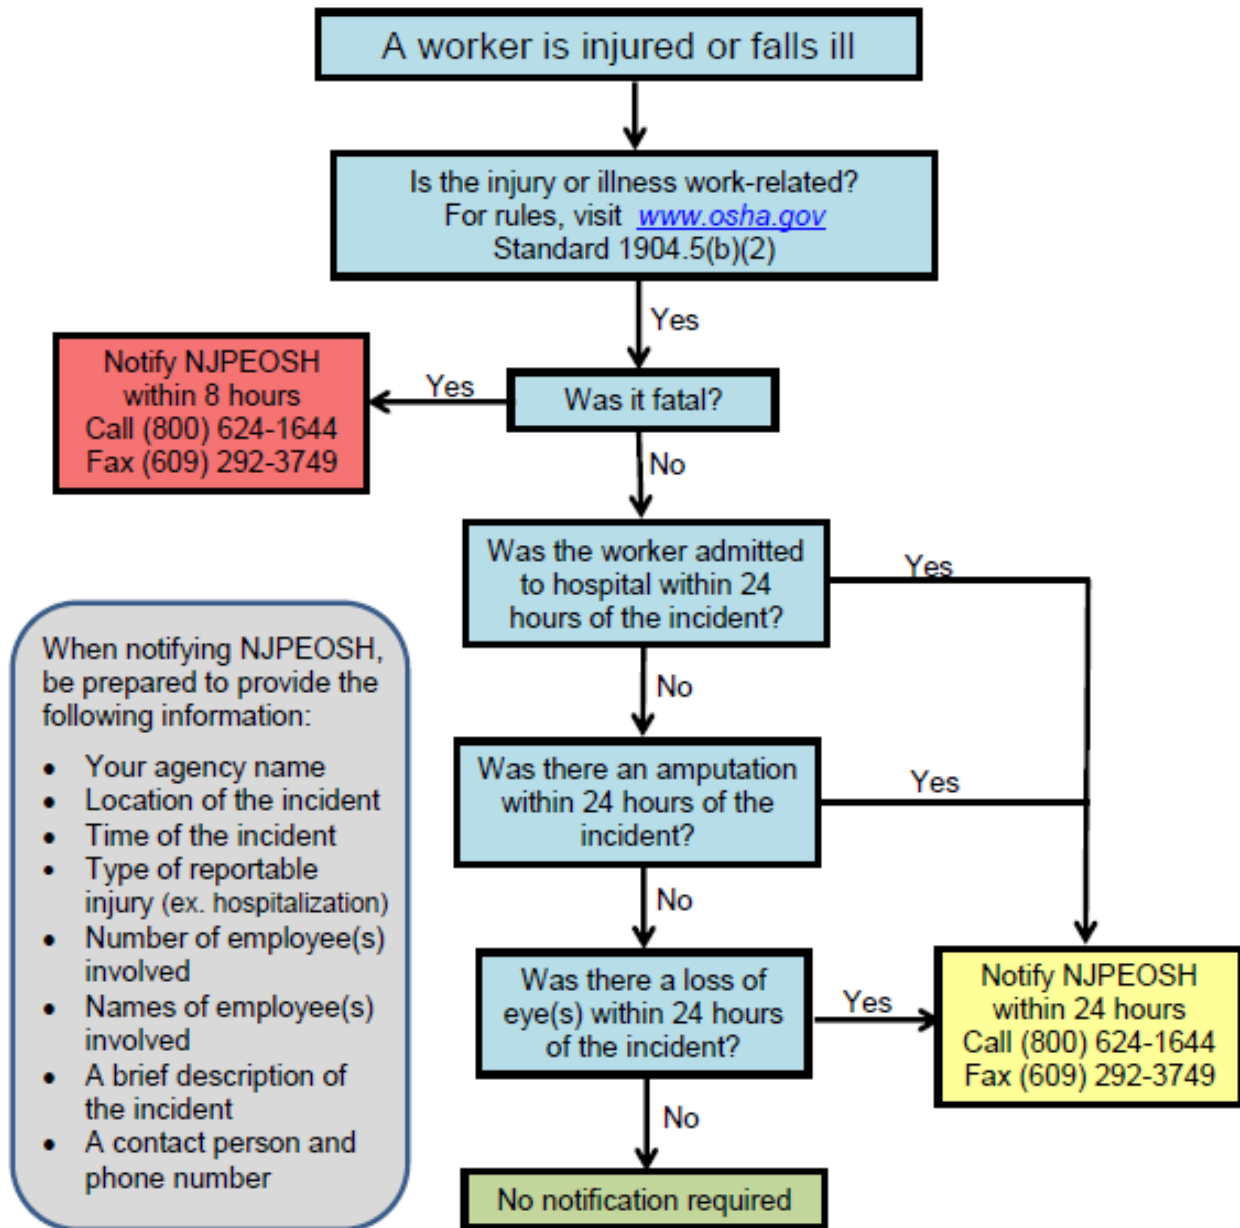 A worker is injured or falls ill
Is the injury or illness work-related?
For rules, visit www.osha.gov
Standard 1904.5(b)(2)
Yes
Notify NJPEOSH
within 8 hours
Call (800) 624-1644
Fax (609) 292-3749
Yes
Was it fatal?
No
Was the worker admitted
to hospital within 24
hours of the incident?
Yes
No
When notifying NJPEOSH,
be prepared to provide the
following information:
• Your agency name
• Location of the incident
• Time of the incident
• Type of reportable
injury (ex. hospitalization)
• Number of employee(s)
involved
• Names of employee(s)
involved
• A brief description of
the incident
• A contact person and
phone number
Was there an amputation
within 24 hours of the
incident?
Yes
No
Was there a loss of
eye(s) within 24 hours
of the incident?
Yes
Notify NJPEOSH
within 24 hours
Call (800) 624-1644
Fax (609) 292-3749
No
No notification required